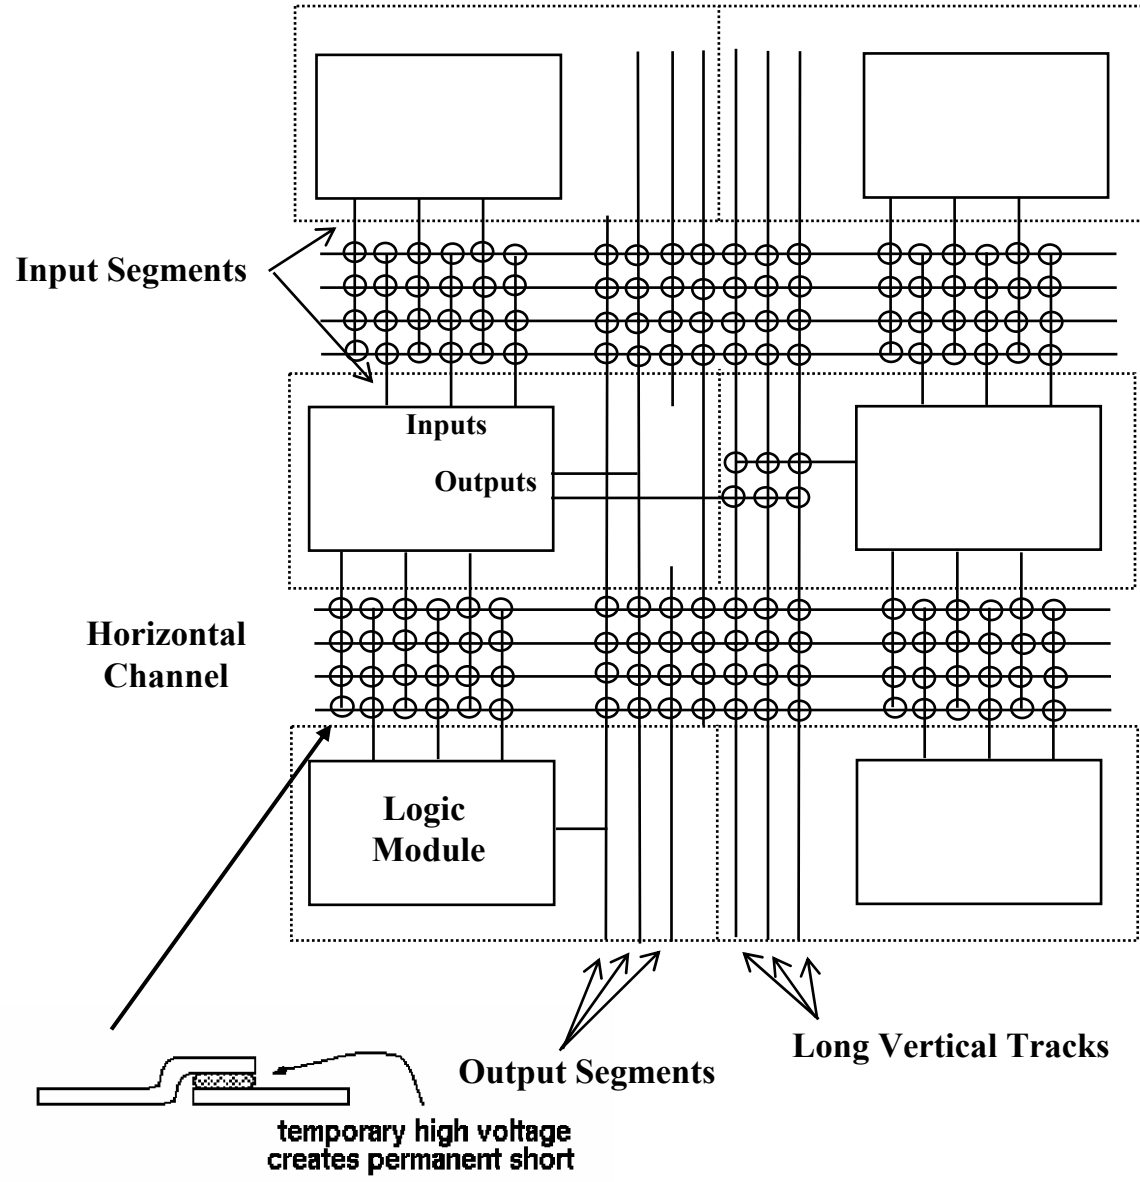 Input Segments
Inputs
Outputs
Horizontal
Channel
Logic
Module
Output Segments
Long Vertical Tracks
temporary high voltage
creates permanent short